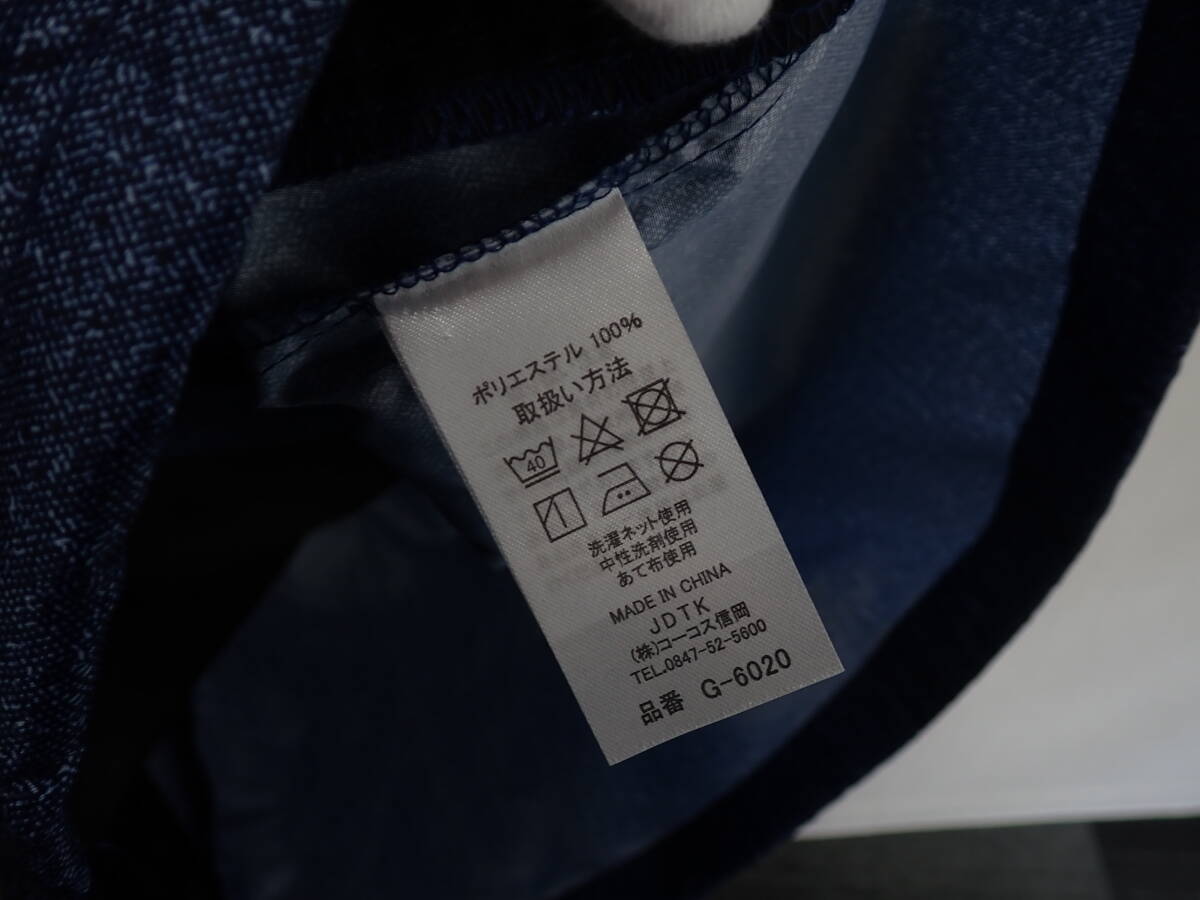 ポリエステル 100%
取扱い方法
40
洗濯ネット使用
中性洗剤使用
あて布使用
MADE IN CHINA
JDTK
(株)コーコス信岡
TEL.0847-52-5600
品番 G-6020